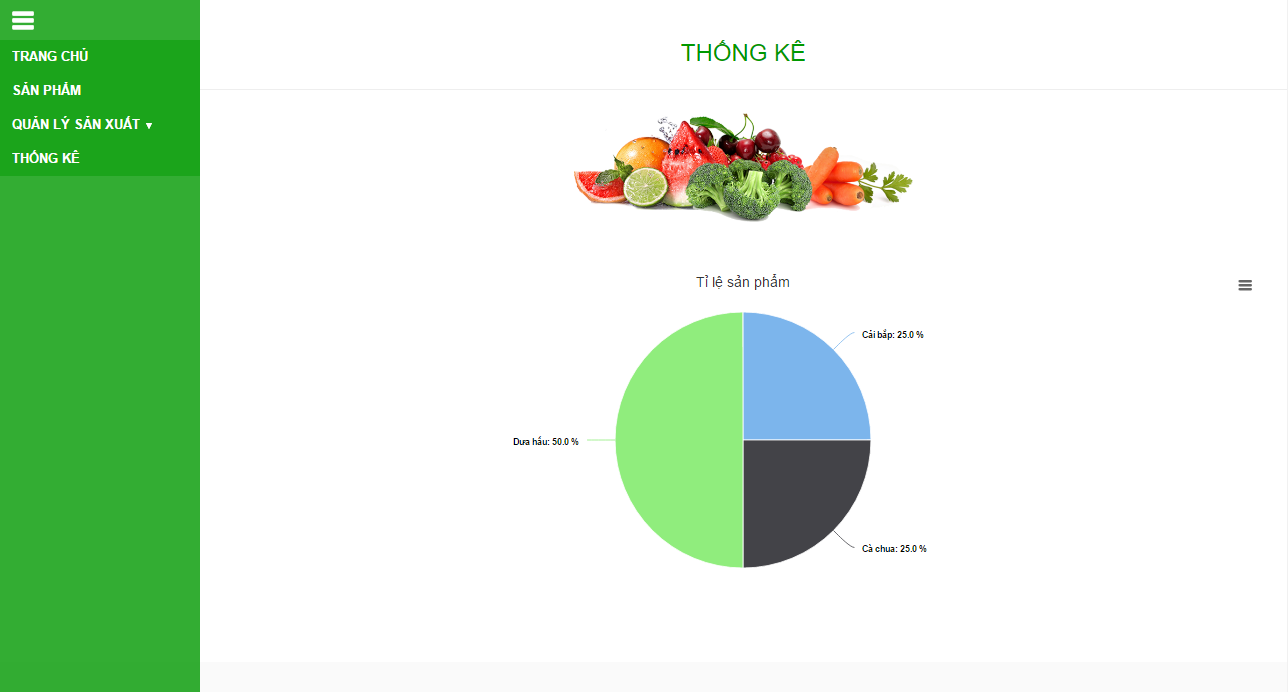 TRANG CHỦ
SẢN PHẨM
QUẢN LÝ SẢN XUẤT ▼
THỐNG KÊ
THỐNG KÊ
Tỉ lệ sản phẩm
Cải bắp: 25.0 %
Dưa hấu: 50.0 %
Cà chua: 25.0 %